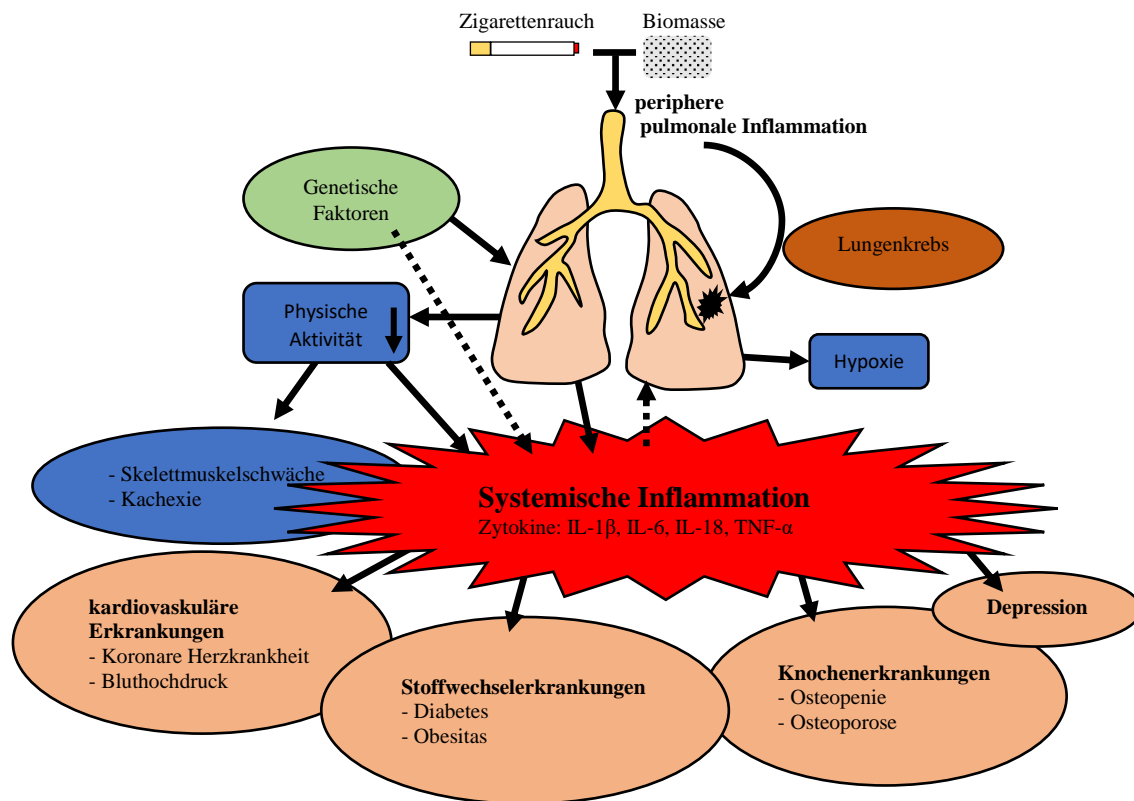 Zigarettenrauch
Biomasse
periphere
pulmonale Inflammation
Genetische
Faktoren
Lungenkrebs
Physische
Aktivität
Hypoxie
- Skelettmuskelschwäche
- Kachexie
Systemische Inflammation
Zytokine: IL-1β, IL-6, IL-18, TNF-α
kardiovaskuläre
Erkrankungen
- Koronare Herzkrankheit
- Bluthochdruck
Stoffwechselerkrankungen
- Diabetes
- Obesitas
Knochenerkrankungen
- Osteopenie
- Osteoporose
Depression